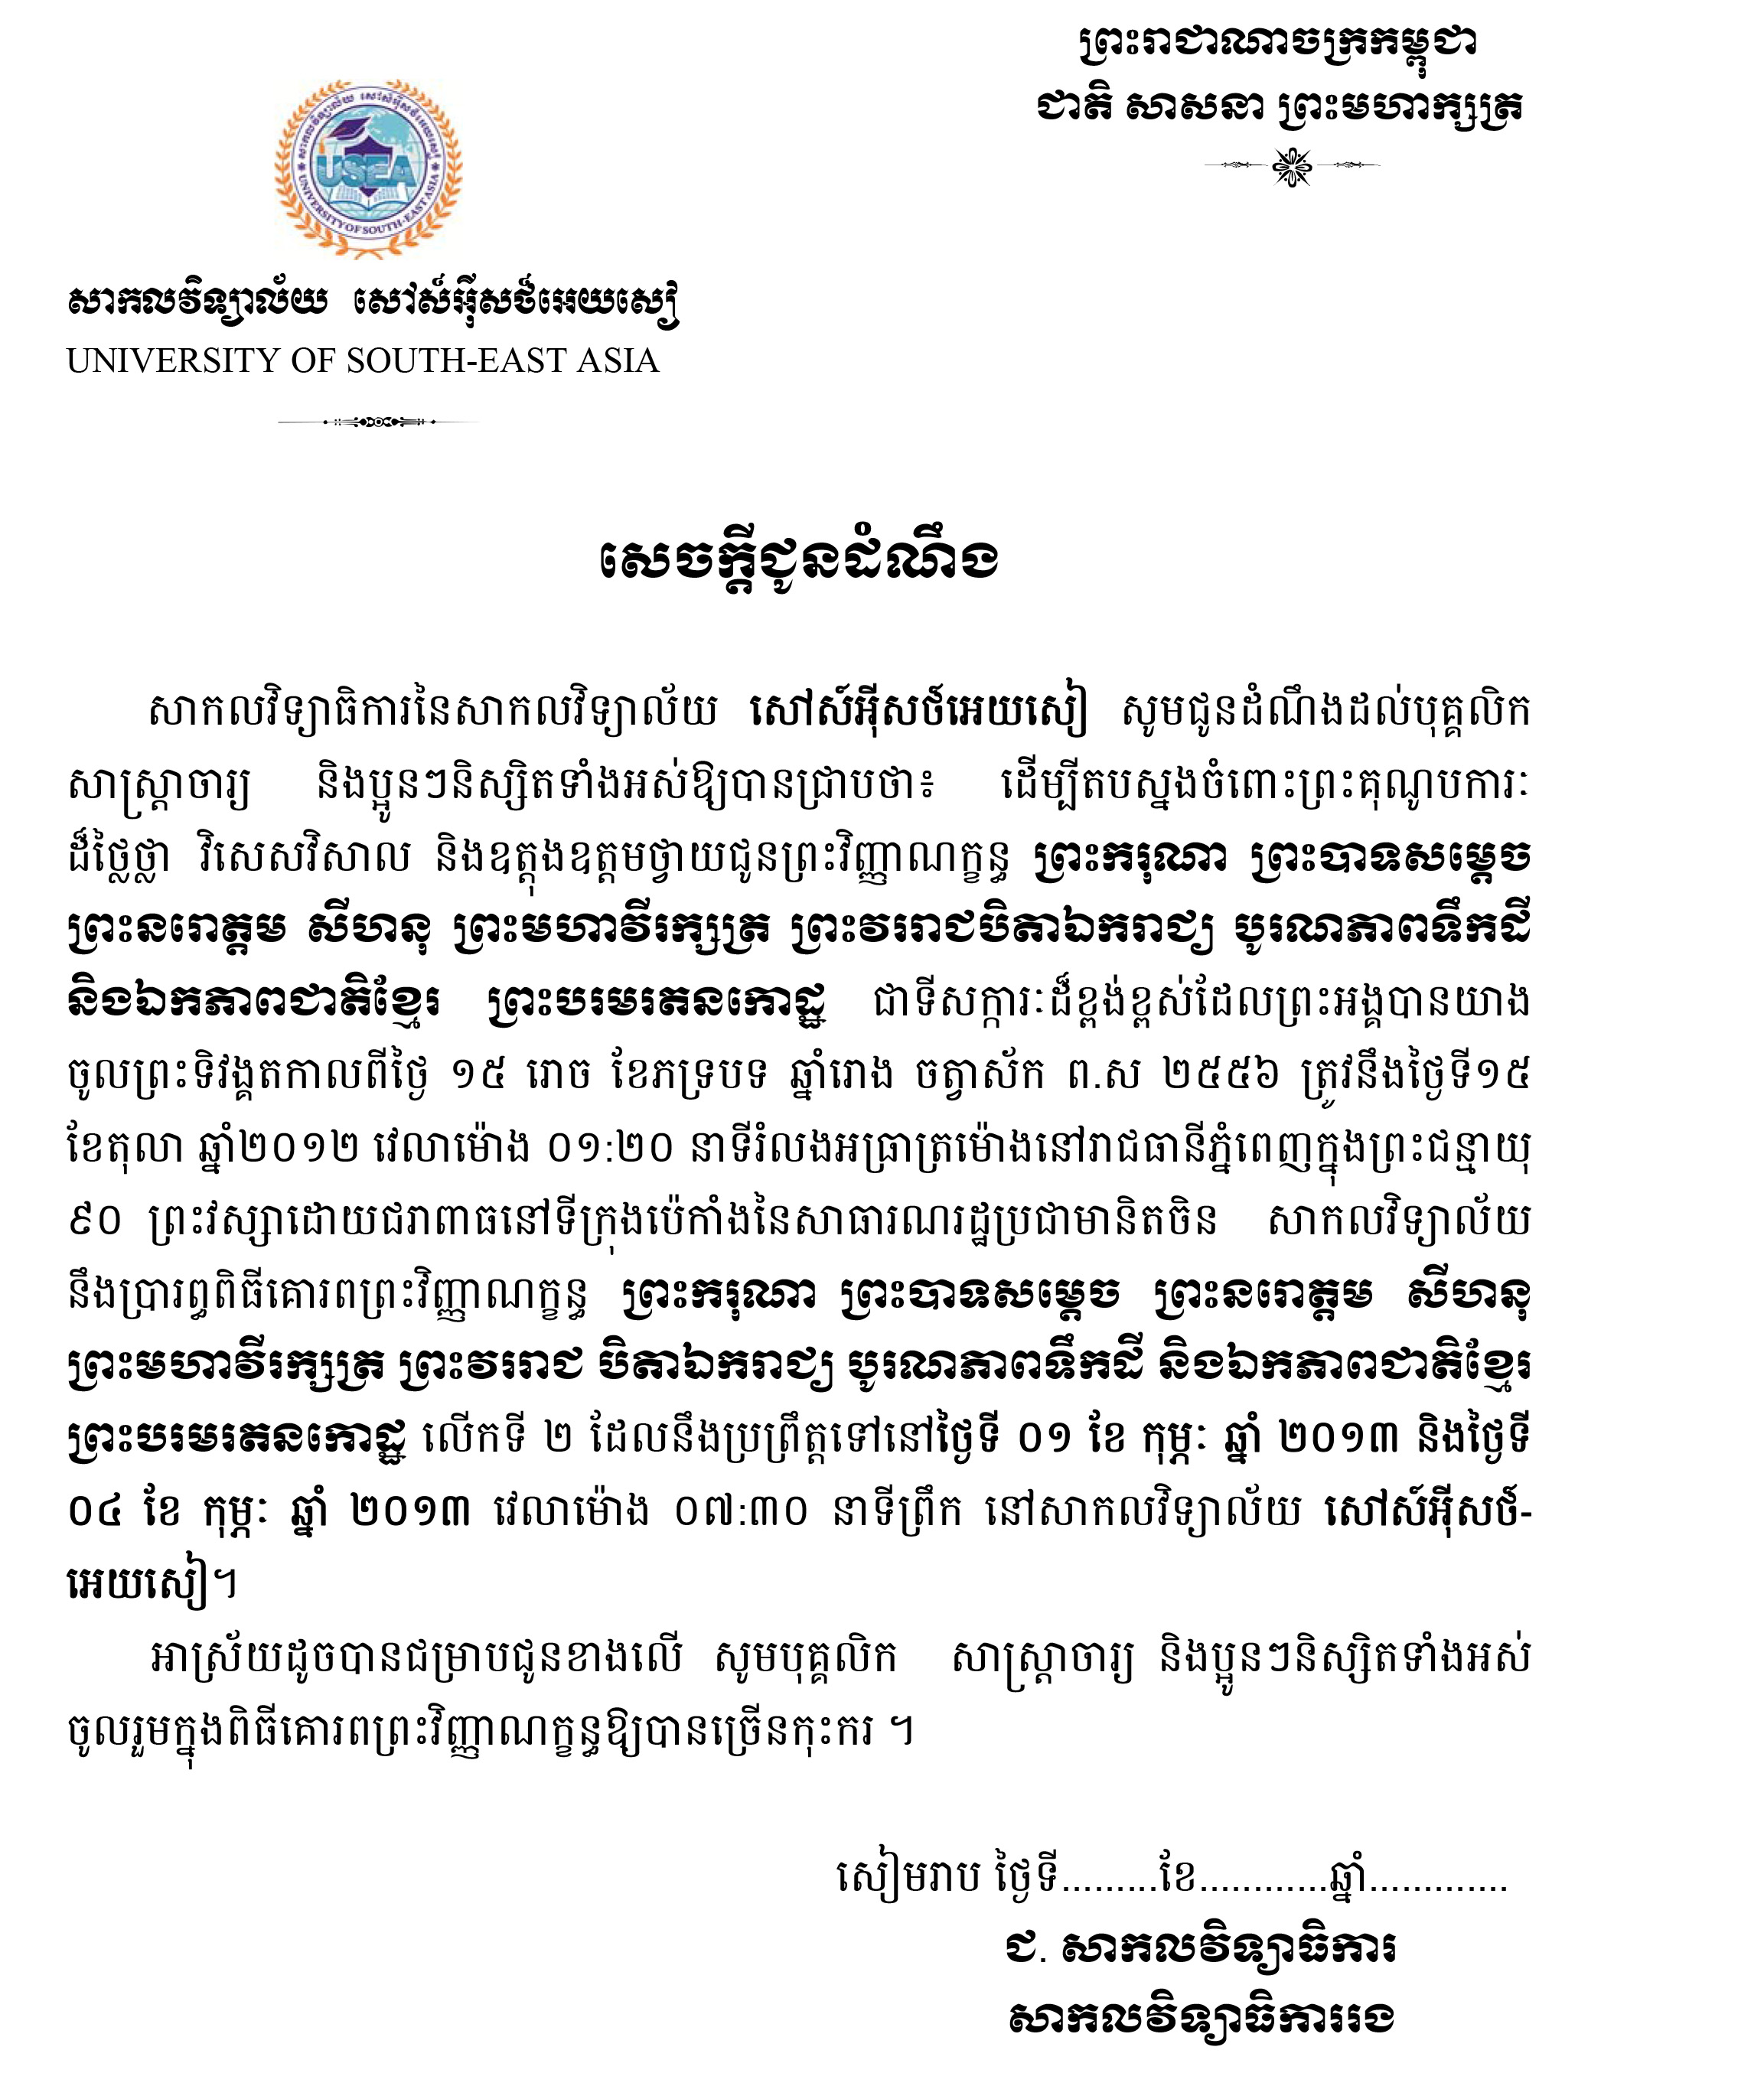 ព្រះរាជាណាចក្រកម្ពុជា
ជាតិ សាសនា ព្រះមហាក្សត្រ
សាកលវិទ្យាល័យ សៅស៍អ៊ីសថ៍អេយសៀ
USEA
UNIVERSITY OF SOUTH-EAST ASIA
សាកលវិទ្យាល័យ សៅស៍អ៊ីសថ៍អេយសៀ
UNIVERSITY OF SOUTH-EAST ASIA
សេចក្តីជូនដំណឹង
សាកលវិទ្យាធិការនៃសាកលវិទ្យាល័យ សៅស៍អ៊ីសថ៍អេយសៀ សូមជូនដំណឹងដល់បុគ្គលិក
សាស្ត្រាចារ្យ និងប្អូនៗនិស្សិតទាំងអស់ឱ្យបានជ្រាបថា៖ ដើម្បីតបស្នងចំពោះព្រះគុណូបការៈ
ដ៏ថ្លៃថ្លា វិសេសវិសាល និងឧត្តុងឧត្តមថ្វាយជូនព្រះវិញ្ញាណក្ខន្ធ ព្រះករុណា ព្រះបាទសម្តេច
ព្រះនរោត្តម សីហនុ ព្រះមហាវីរក្សត្រ ព្រះវររាជបិតាឯករាជ្យ បូរណភាពទឹកដី
និងឯកភាពជាតិខ្មែរ ព្រះបរមរតនកោដ្ឋ ជាទីសក្ការៈដ៏ខ្ពង់ខ្ពស់ដែលព្រះអង្គបានយាង
ចូលព្រះទិវង្គតកាលពីថ្ងៃ ១៥ រោច ខែភទ្របទ ឆ្នាំរោង ចត្វាស័ក ព.ស ២៥៥៦ ត្រូវនឹងថ្ងៃទី១៥
ខែតុលា ឆ្នាំ២០១២ វេលាម៉ោង ០១:២០ នាទីរំលងអធ្រាត្រម៉ោងនៅរាជធានីភ្នំពេញក្នុងព្រះជន្មាយុ
៩០ ព្រះវស្សាដោយជរាពាធនៅទីក្រុងប៉េកាំងនៃសាធារណរដ្ឋប្រជាមានិតចិន សាកលវិទ្យាល័យ
នឹងប្រារព្ធពិធីគោរពព្រះវិញ្ញាណក្ខន្ធ ព្រះករុណា ព្រះបាទសម្តេច ព្រះនរោត្តម សីហនុ
ព្រះមហាវីរក្សត្រ ព្រះវររាជ បិតាឯករាជ្យ បូរណភាពទឹកដី និងឯកភាពជាតិខ្មែរ
ព្រះបរមរតនកោដ្ឋ លើកទី ២ ដែលនឹងប្រព្រឹត្តទៅនៅថ្ងៃទី ០១ ខែ កុម្ភៈ ឆ្នាំ ២០១៣ និងថ្ងៃទី
០៤ ខែ កុម្ភៈ ឆ្នាំ ២០១៣ វេលាម៉ោង ០៧:៣០ នាទីព្រឹក នៅសាកលវិទ្យាល័យ សៅស៍អ៊ីសថ៍-
អេយសៀ។
អាស្រ័យដូចបានជម្រាបជូនខាងលើ សូមបុគ្គលិក សាស្ត្រាចារ្យ និងប្អូនៗនិស្សិតទាំងអស់
ចូលរួមក្នុងពិធីគោរពព្រះវិញ្ញាណក្ខន្ធឱ្យបានច្រើនកុះករ ។
សៀមរាប ថ្ងៃទី.........ខែ............ឆ្នាំ.............
ជ. សាកលវិទ្យាធិការ
សាកលវិទ្យាធិការរង